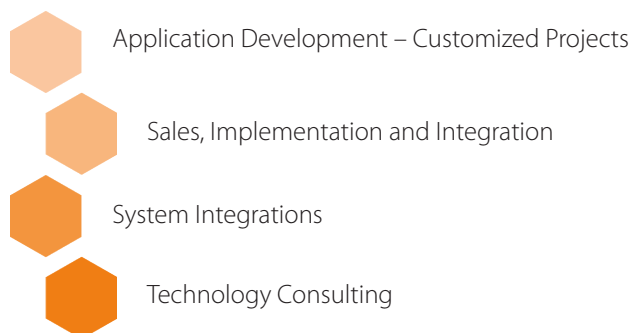 Application Development – Customized Projects
Sales, Implementation and Integration
System Integrations
Technology Consulting